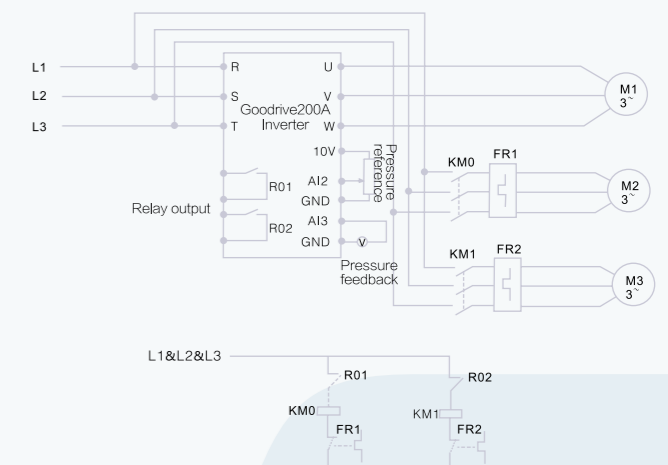 L1
L2
L3
R
S
T
Goodrive200A
Inverter
U
V
W
10V
AI2
GND
AI3
GND
Pressure
reference
V
Pressure
feedback
R01
R02
Relay output
M1
3~
KM0
FR1
M2
3~
KM1
FR2
M3
3~
L1&L2&L3
R01
R02
KM0
KM1
FR1
FR2